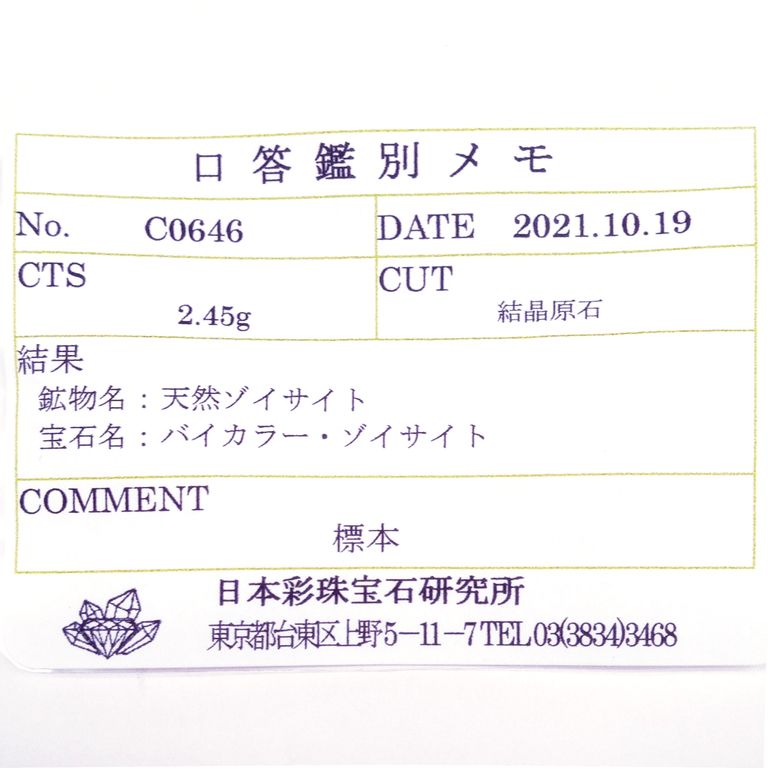 口答鑑別メモ
No. C0646 DATE 2021.10.19
CTS CUT
2.45g 結晶原石
結果
鉱物名：天然ゾイサイト
宝石名：バイカラー・ゾイサイト
COMMENT
標本
日本彩珠宝石研究所
東京都台東区上野5－11－7 TEL 03(3834)3468